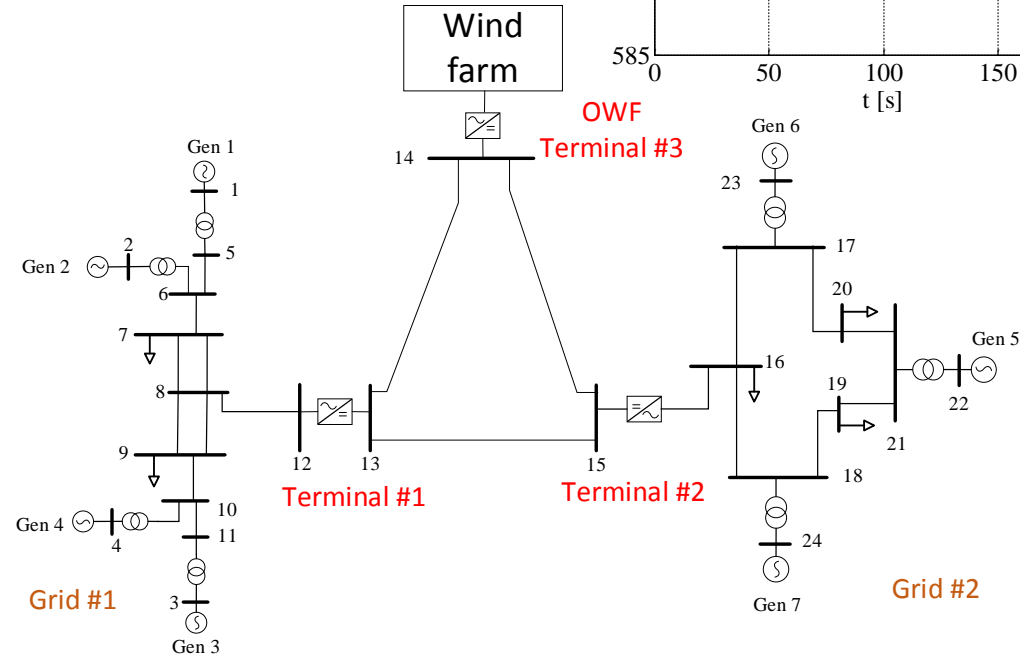 Wind
farm
585
0
50
100
150
t [s]
OWF
Terminal #3
Gen 6
14
23
Gen 1
1
17
2
5
Gen 2
6
20
7
16
Gen 5
8
19
22
9
21
12
13
15
18
Terminal #1
Terminal #2
10
Gen 4
4
11
24
Grid #1
3
Gen 3
Gen 7
Grid #2